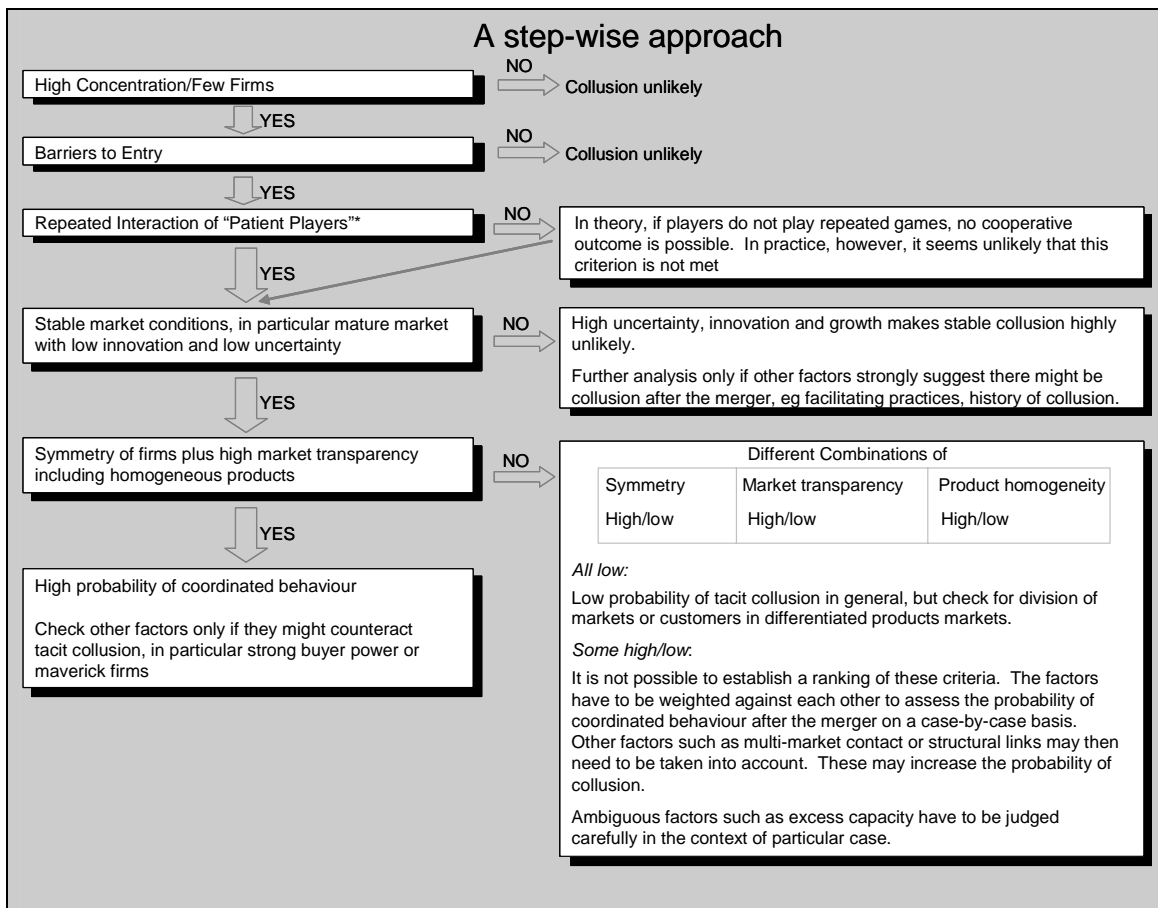 A step-wise approach
High Concentration/Few Firms
NO
Collusion unlikely
YES
Barriers to Entry
NO
Collusion unlikely
YES
Repeated Interaction of “Patient Players”*
NO
In theory, if players do not play repeated games, no cooperative
outcome is possible.  In practice, however, it seems unlikely that this
criterion is not met
YES
Stable market conditions, in particular mature market
with low innovation and low uncertainty
NO
High uncertainty, innovation and growth makes stable collusion highly
unlikely.
Further analysis only if other factors strongly suggest there might be
collusion after the merger, eg facilitating practices, history of collusion.
YES
Symmetry of firms plus high market transparency
including homogeneous products
NO
Different Combinations of
Symmetry Market transparency Product homogeneity
High/low High/low High/low
All low:
Low probability of tacit collusion in general, but check for division of
markets or customers in differentiated products markets.
Some high/low:
It is not possible to establish a ranking of these criteria.  The factors
have to be weighted against each other to assess the probability of
coordinated behaviour after the merger on a case-by-case basis.
Other factors such as multi-market contact or structural links may then
need to be taken into account.  These may increase the probability of
collusion.
Ambiguous factors such as excess capacity have to be judged
carefully in the context of particular case.
YES
High probability of coordinated behaviour
Check other factors only if they might counteract
tacit collusion, in particular strong buyer power or
maverick firms